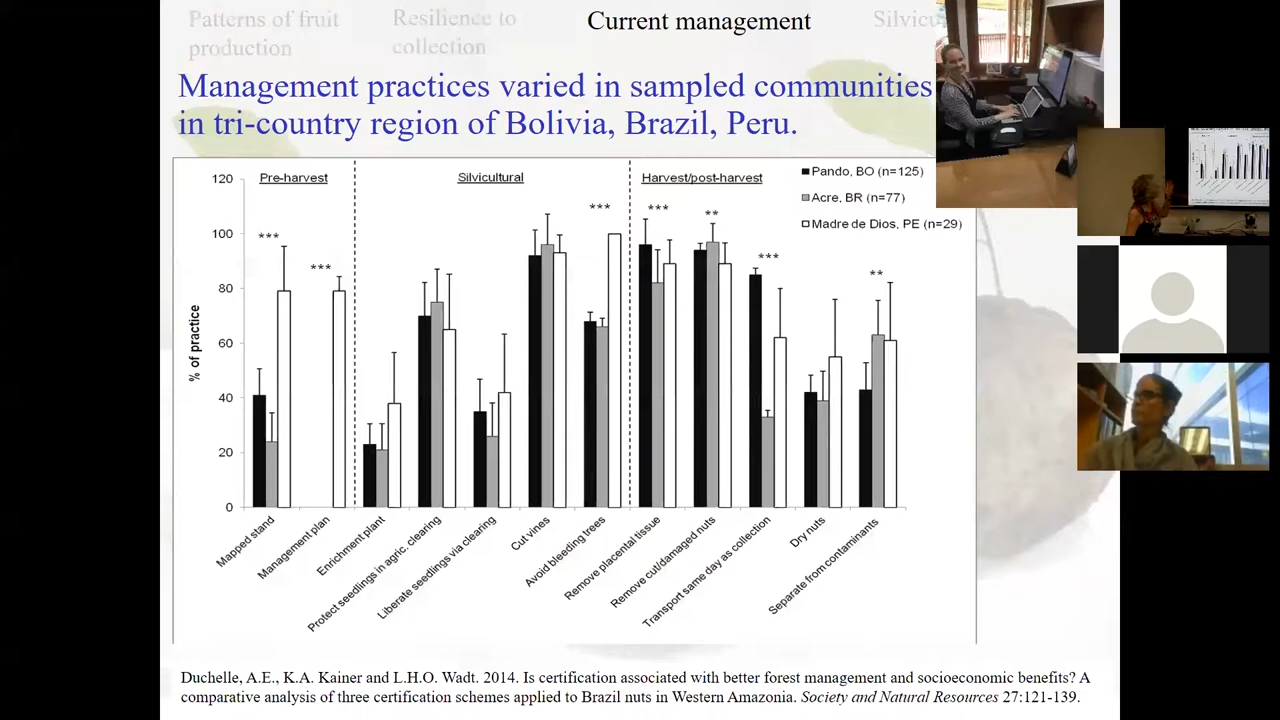 Patterns of fruit
production
Resilience to
collection
Current management
Silvicu
Management practices varied in sampled communities
in tri-country region of Bolivia, Brazil, Peru.
Pre-harvest
Silvicultural
Harvest/post-harvest
Pando, BO (n=125)
Acre, BR (n=77)
Madre de Dios, PE (n=29)
% of practice
120
100
80
60
40
20
0
***
***
***
***
**
***
**
Mapped stand
Management plan
Enrichment plant
Protect seedlings in agric. clearing
Liberate seedlings via clearing
Cut vines
Avoid bleeding trees
Remove placental tissue
Remove cut/damaged nuts
Transport same day as collection
Dry nuts
Separate from contaminants
Duchelle, A.E., K.A. Kainer and L.H.O. Wadt. 2014. Is certification associated with better forest management and socioeconomic benefits? A
comparative analysis of three certification schemes applied to Brazil nuts in Western Amazonia. Society and Natural Resources 27:121-139.